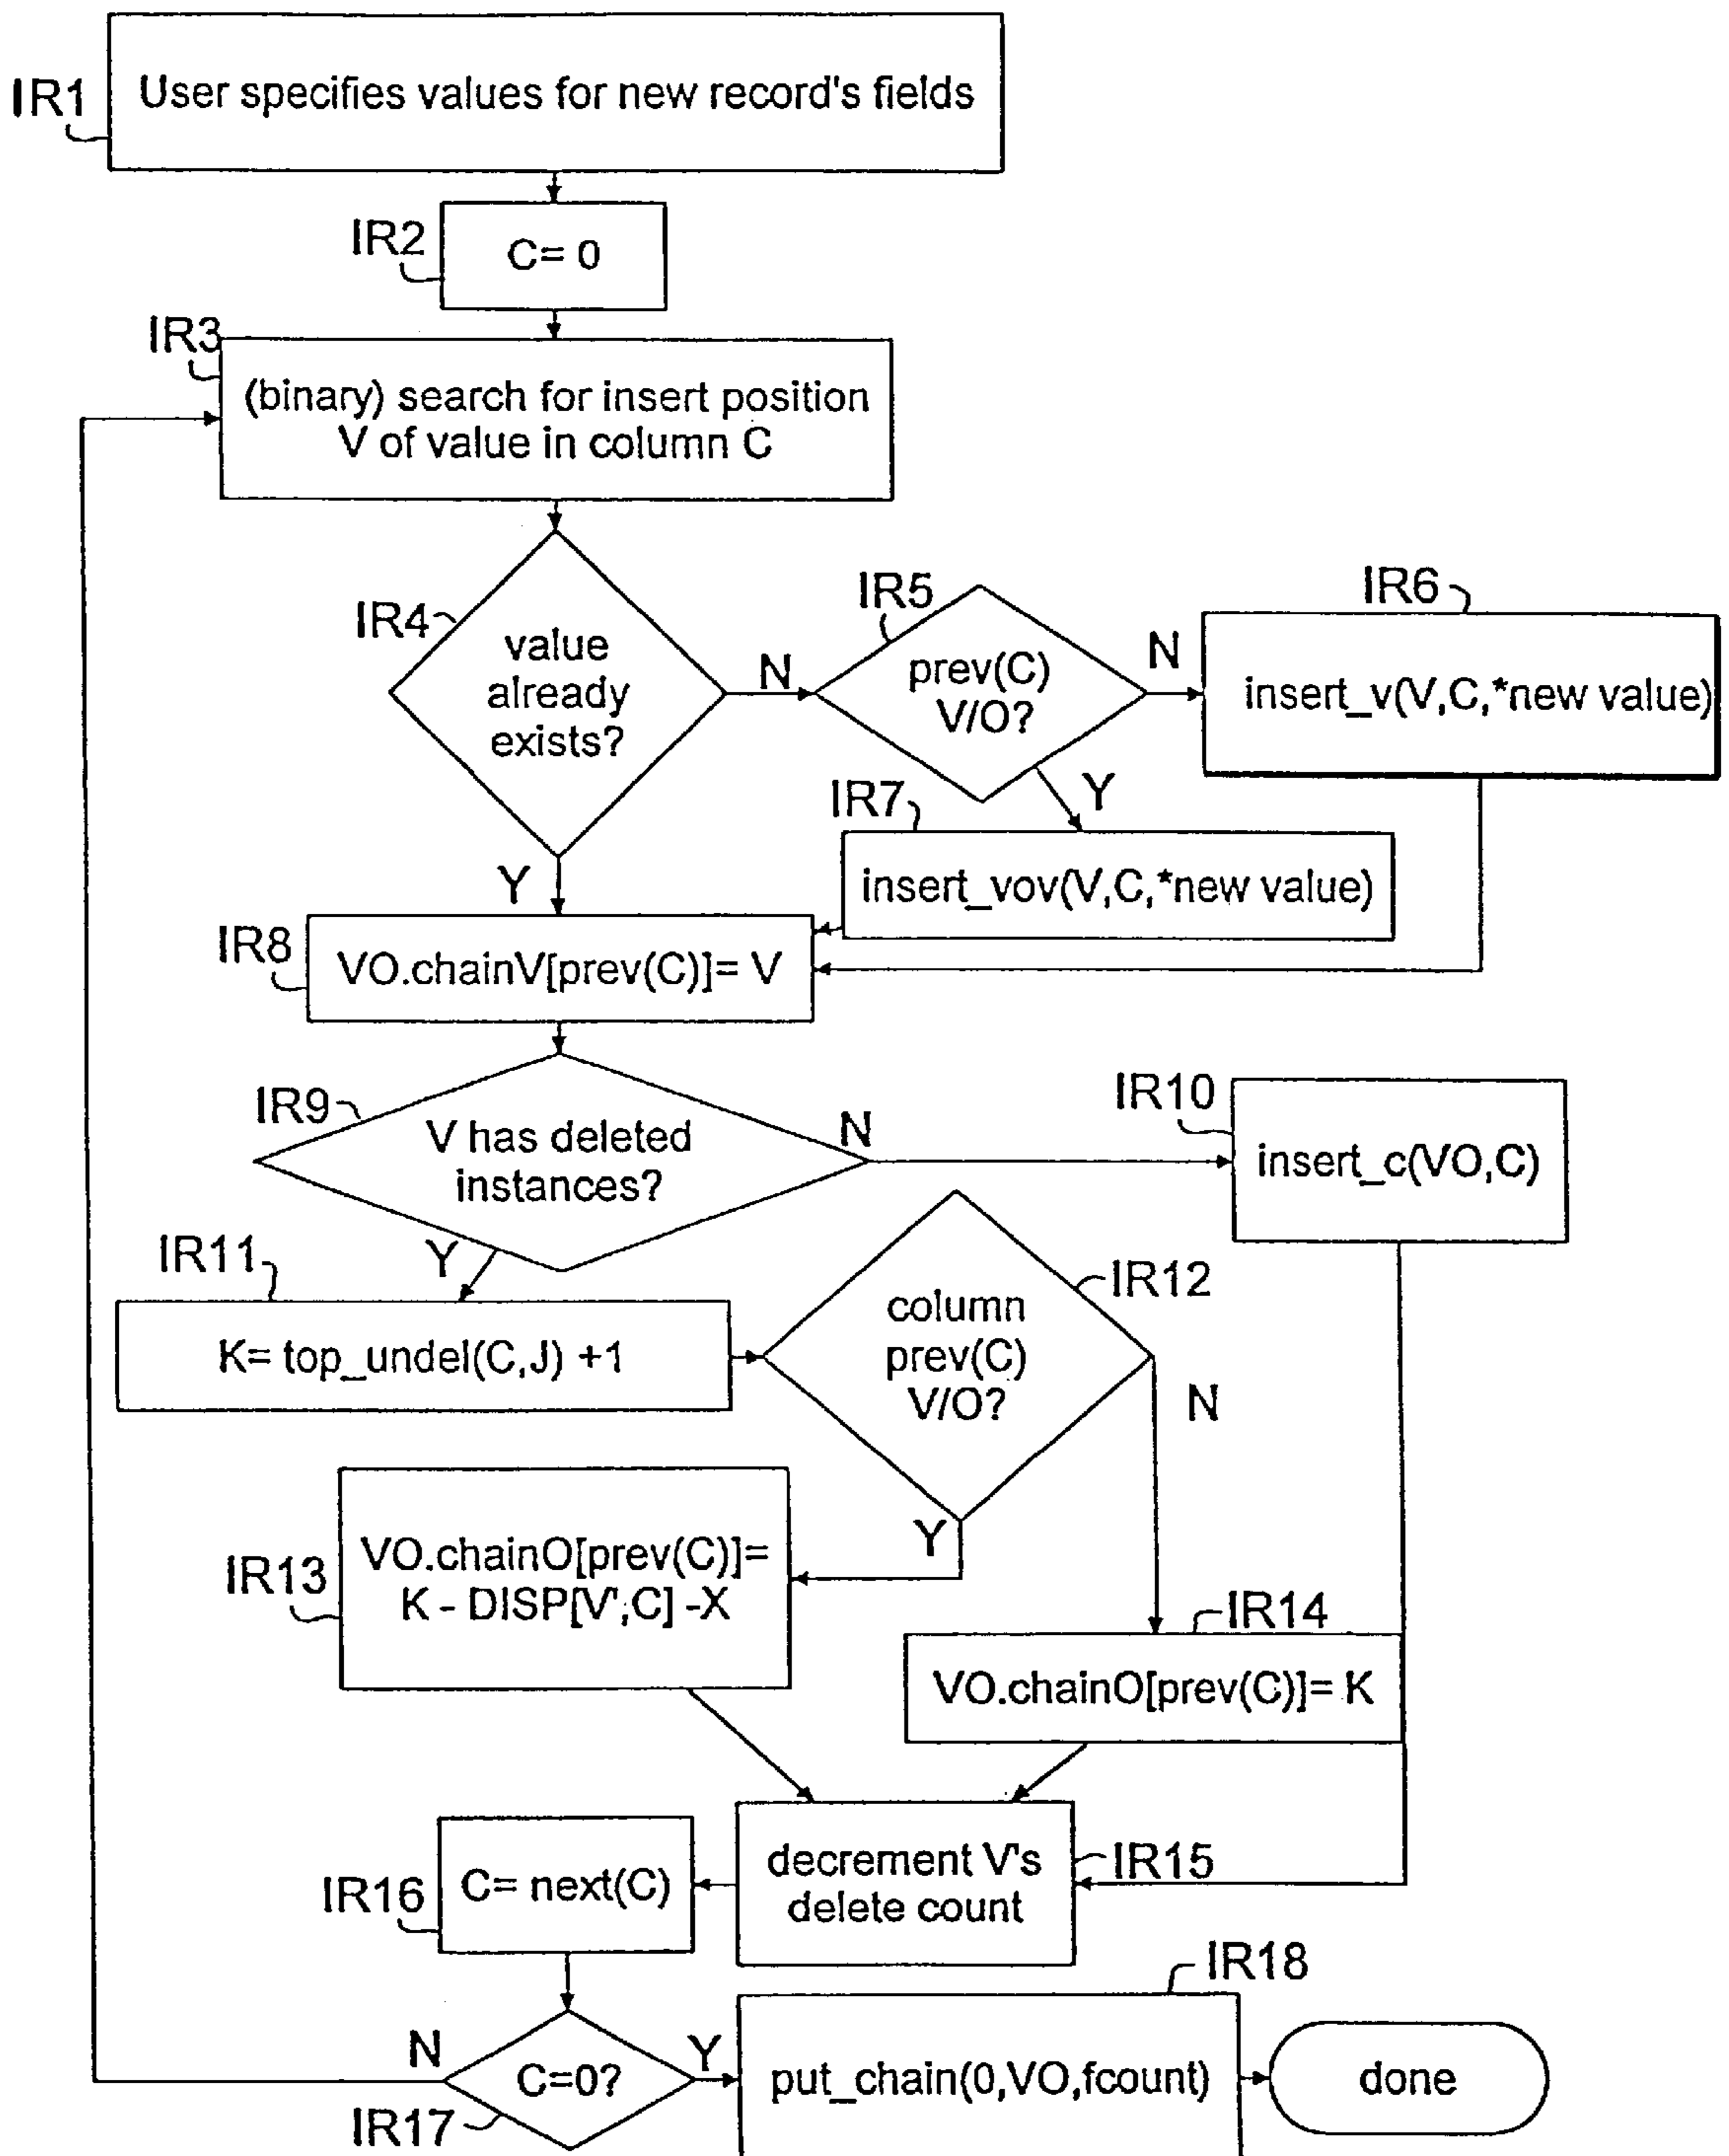 IR1
User specifies values for new record's fields
IR2
C= 0
IR3
(binary) search for insert position
V of value in column C
IR4
value
already
exists?
N
Y
IR5
prev(C)
V/O?
N
Y
IR6
insert_v(V,C,*new value)
IR7
insert_vov(V,C,*new value)
IR8
VO.chainV[prev(C)]= V
IR9
V has deleted
instances?
N
Y
IR10
insert_c(VO,C)
IR11
K= top_undel(C,J) +1
IR12
column
prev(C)
V/O?
N
Y
IR13
VO.chainO[prev(C)]=
K - DISP[V',C] -X
IR14
VO.chainO[prev(C)]= K
IR15
decrement V's
delete count
IR16
C= next(C)
IR17
C=0?
N
Y
IR18
put_chain(0,VO,fcount)
done